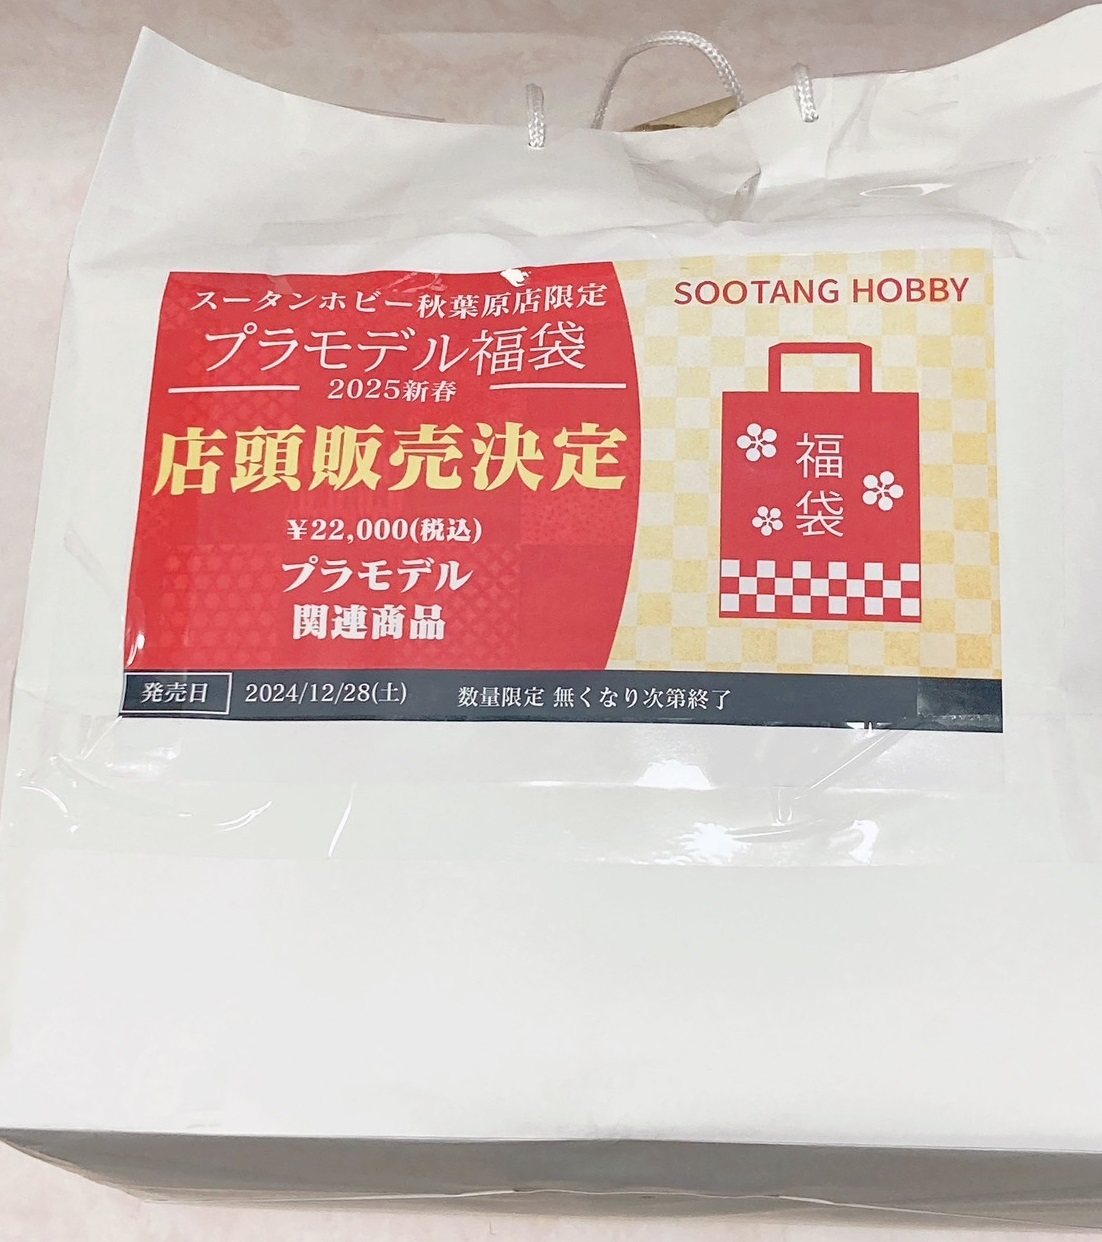 スータンホビー秋葉原店限定
プラモデル福袋
2025新春
店頭販売決定
¥22,000(税込)
プラモデル
関連商品
SOOTANG HOBBY
福
袋
発売日 2024/12/28(土) 数量限定 無くなり次第終了